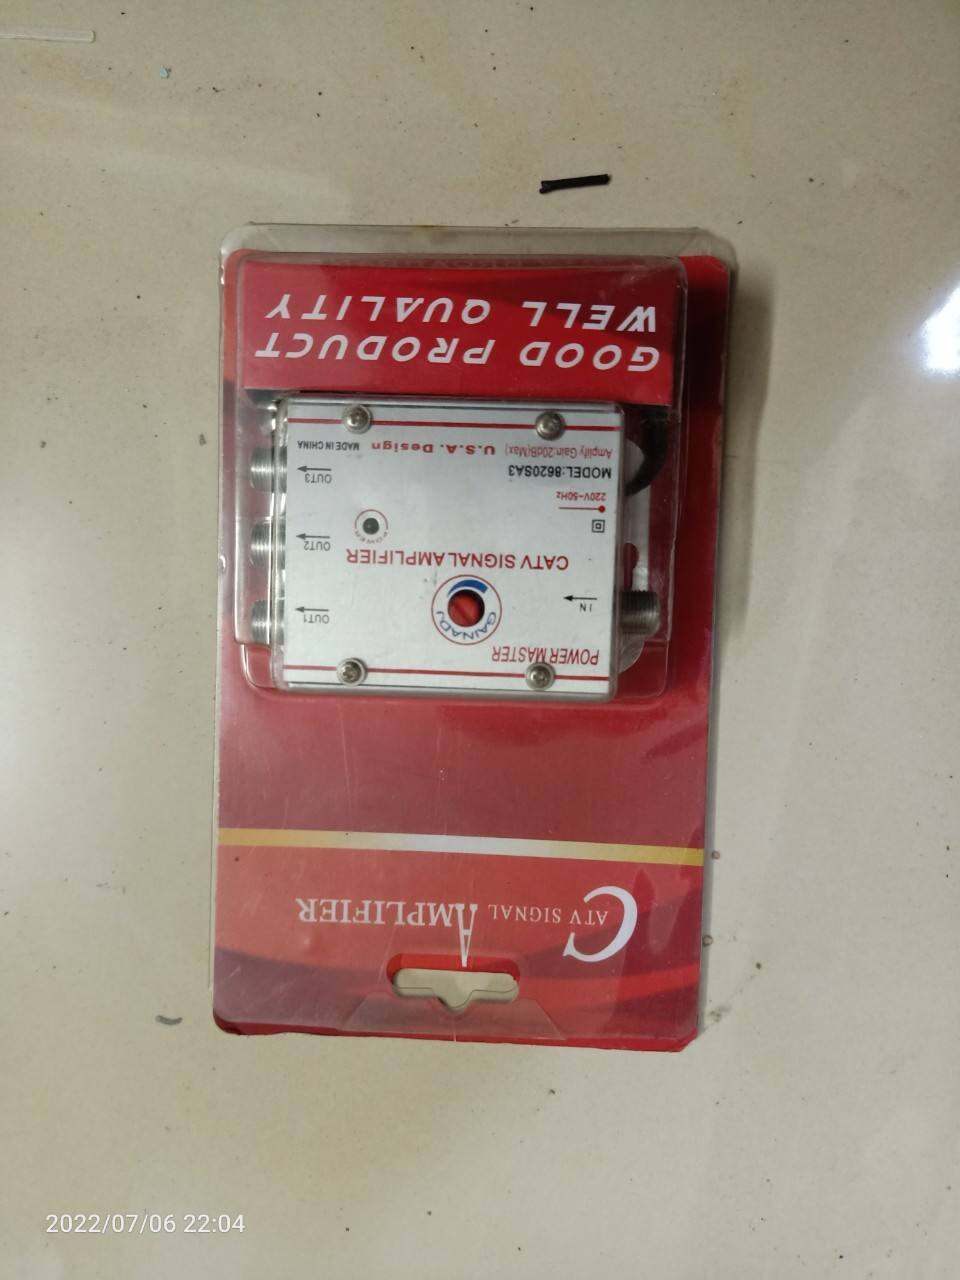 CATV SIGNAL AMPLIFIER
POWER MASTER
GAINADJ
IN
OUT1
CATV SIGNALAMPLIFIER
OUT2
POWER
220V~50Hz
MODEL:8620SA3
OUT3
Amplify Gain:20dB(Max)
U.S.A. Design
MADE IN CHINA
GOOD PRODUCT
WELL QUALITY
2022/07/06 22:04